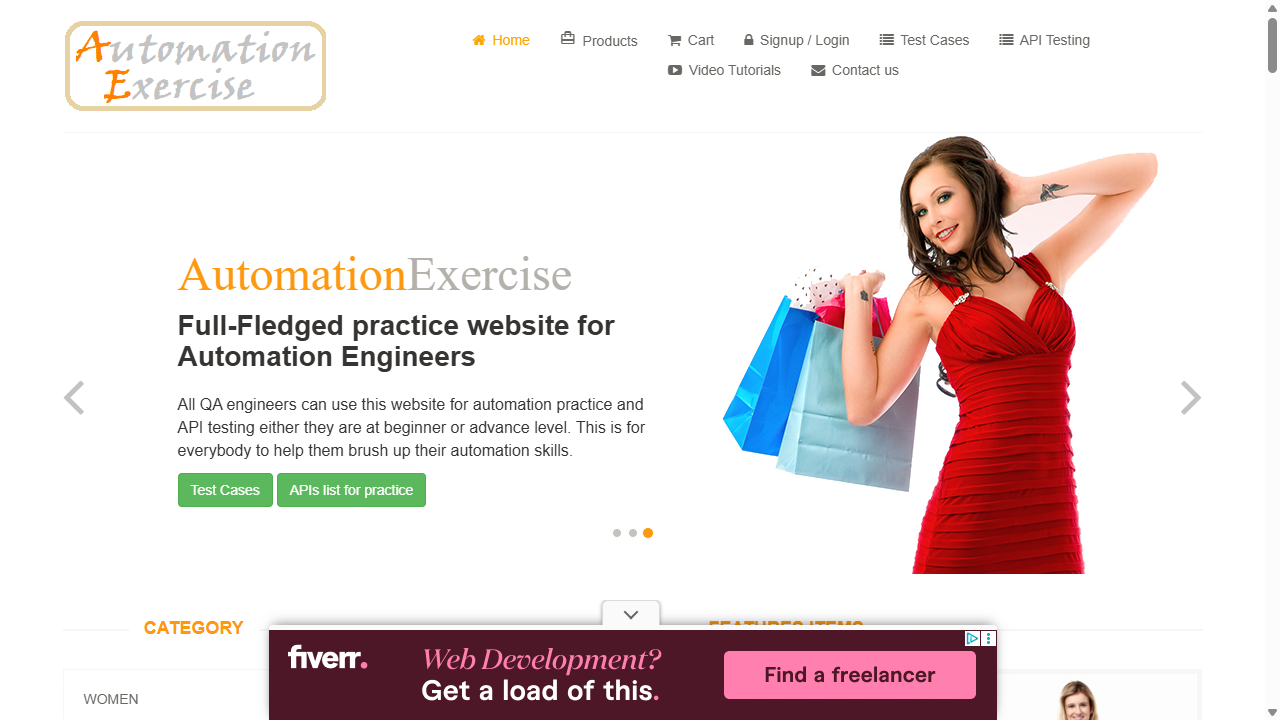 Automation
Exercise
Home
Products
Cart
Signup / Login
Test Cases
API Testing
Video Tutorials
Contact us
AutomationExercise
Full-Fledged practice website for
Automation Engineers
All QA engineers can use this website for automation practice and
API testing either they are at beginner or advance level. This is for
everybody to help them brush up their automation skills.
Test Cases
APIs list for practice
CATEGORY
FEATURES ITEMS
WOMEN
fiverr.
Web Development?
Get a load of this.
Find a freelancer